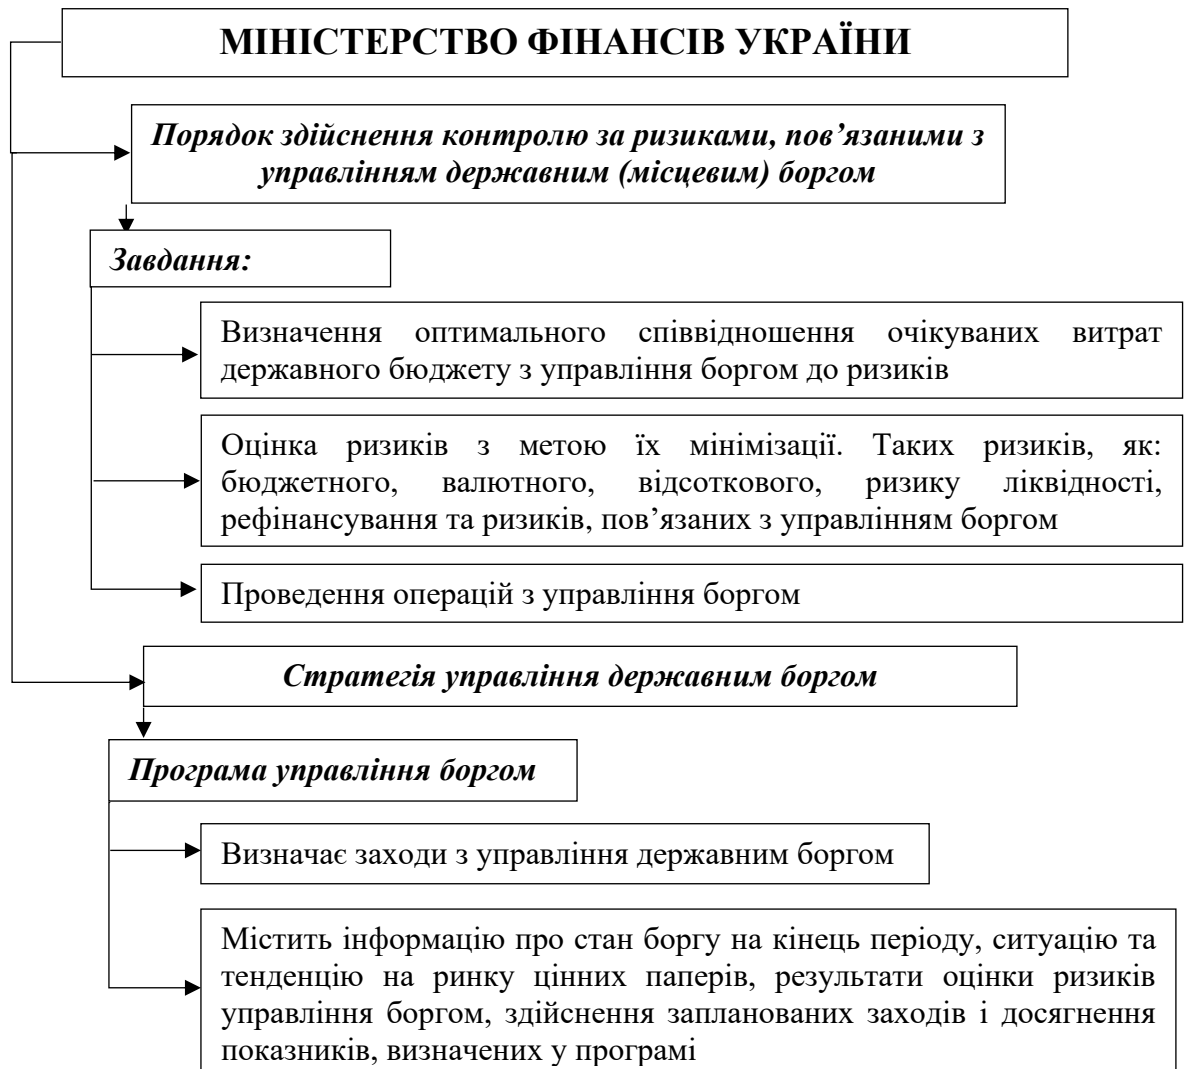 МІНІСТЕРСТВО ФІНАНСІВ УКРАЇНИ
Порядок здійснення контролю за ризиками, пов’язаними з
управлінням державним (місцевим) боргом
Завдання:
Визначення оптимального співвідношення очікуваних витрат
державного бюджету з управління боргом до ризиків
Оцінка ризиків з метою їх мінімізації. Таких ризиків, як:
бюджетного, валютного, відсоткового, ризику ліквідності,
рефінансування та ризиків, пов’язаних з управлінням боргом
Проведення операцій з управління боргом
Стратегія управління державним боргом
Програма управління боргом
Визначає заходи з управління державним боргом
Містить інформацію про стан боргу на кінець періоду, ситуацію та
тенденцію на ринку цінних паперів, результати оцінки ризиків
управління боргом, здійснення запланованих заходів і досягнення
показників, визначених у програмі